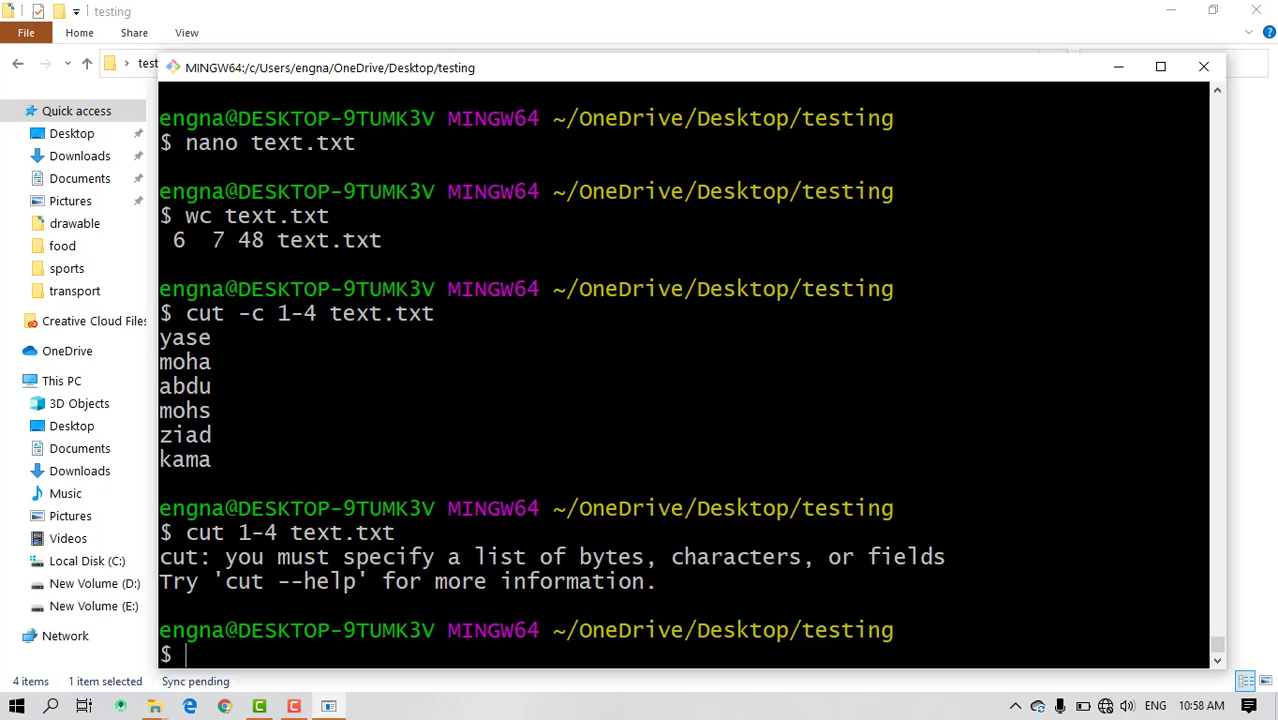 testing
File
Home
Share
View
test
MINGW64:/c/Users/engna/OneDrive/Desktop/testing
Quick access
Desktop
Downloads
Documents
Pictures
drawable
food
sports
transport
Creative Cloud Files
OneDrive
This PC
3D Objects
Desktop
Documents
Downloads
Music
Pictures
Videos
Local Disk (C:)
New Volume (D:)
New Volume (E:)
Network
engna@DESKTOP-9TUMK3V MINGW64 ~/OneDrive/Desktop/testing
$ nano text.txt
engna@DESKTOP-9TUMK3V MINGW64 ~/OneDrive/Desktop/testing
$ wc text.txt
6 7 48 text.txt
engna@DESKTOP-9TUMK3V MINGW64 ~/OneDrive/Desktop/testing
$ cut -c 1-4 text.txt
yase
moha
abdu
mohs
ziad
kama
engna@DESKTOP-9TUMK3V MINGW64 ~/OneDrive/Desktop/testing
$ cut 1-4 text.txt
cut: you must specify a list of bytes, characters, or fields
Try 'cut --help' for more information.
engna@DESKTOP-9TUMK3V MINGW64 ~/OneDrive/Desktop/testing
$
4 items 1 item selected Sync pending
ENG 10:58 AM